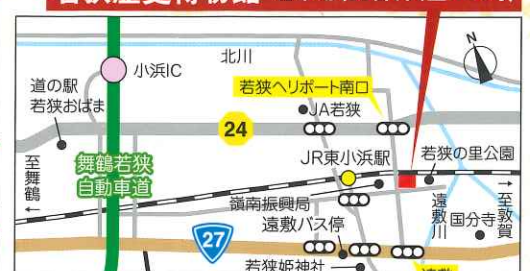 N
北川
小浜IC
道の駅
若狭おばま
若狭ヘリポート南口
JA若狭
24
JR東小浜駅
若狭の里公園
至舞鶴
舞鶴若狭
自動車道
至敦賀
嶺南振興局
遠敷川
国分寺
27
遠敷バス停
若狭姫神社